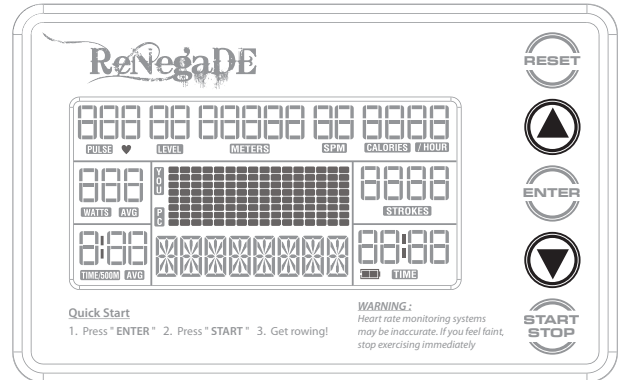 ReNegaDE
RESET
888 88 88888 88 8888
PULSE LEVEL METERS SPM CALORIES / HOUR
888 YOU 8888
WATTS AVG PC STROKES
ENTER
8:88 88:88
TIME/500M AVG TIME
Quick Start
1. Press " ENTER " 2. Press " START " 3. Get rowing!
WARNING :
Heart rate monitoring systems
may be inaccurate. If you feel faint,
stop exercising immediately
START
STOP